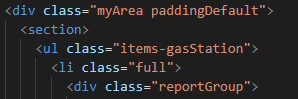 <div class="myArea paddingDefault">
<section>
<ul class="items-gasStation">
<li class="full">
<div class="reportGroup">